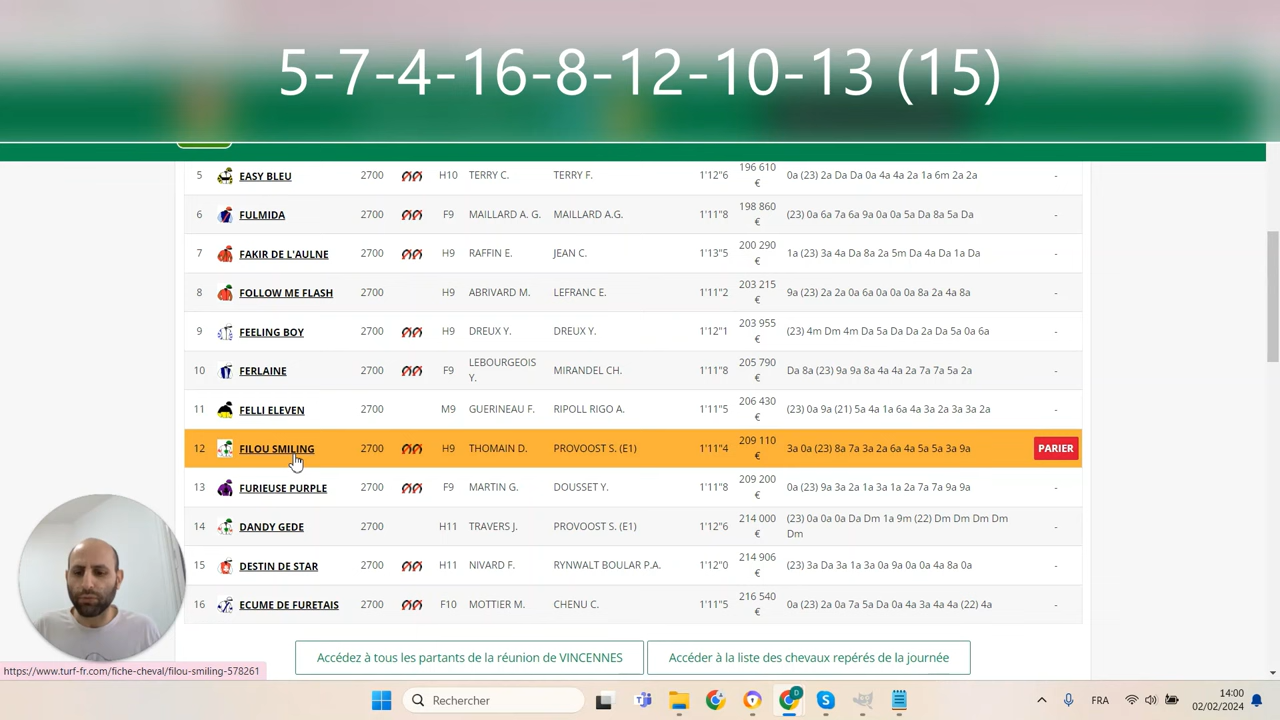 5-7-4-16-8-12-10-13 (15)
5 EASY BLEU 2700 H10 TERRY C. TERRY F. 1'12"6 196 610 € 0a (23) 2a Da Da 0a 4a 4a 2a 1a 6m 2a 2a -
6 FULMIDA 2700 F9 MAILLARD A. G. MAILLARD A.G. 1'11"8 198 860 € (23) 0a 6a 7a 6a 9a 0a 0a 5a Da 8a 5a Da -
7 FAKIR DE L'AULNE 2700 H9 RAFFIN E. JEAN C. 1'13"5 200 290 € 1a (23) 3a 4a Da 8a 2a 5m Da 4a Da 1a Da -
8 FOLLOW ME FLASH 2700 H9 ABRIVARD M. LEFRANC E. 1'11"2 203 215 € 9a (23) 2a 2a 0a 6a 0a 0a 0a 8a 2a 4a 8a -
9 FEELING BOY 2700 H9 DREUX Y. DREUX Y. 1'12"1 203 955 € (23) 4m Dm 4m Da 5a Da Da 2a Da 5a 0a 6a -
10 FERLAINE 2700 F9 LEBOURGEOIS Y. MIRANDEL CH. 1'11"8 205 790 € Da 8a (23) 9a 9a 8a 4a 4a 2a 7a 7a 5a 2a -
11 FELLI ELEVEN 2700 M9 GUERINEAU F. RIPOLL RIGO A. 1'11"5 206 430 € (23) 0a 9a (21) 5a 4a 1a 6a 4a 3a 2a 3a 3a 2a -
12 FILOU SMILING 2700 H9 THOMAIN D. PROVOOST S. (E1) 1'11"4 209 110 € 3a 0a (23) 8a 7a 3a 2a 6a 4a 5a 5a 3a 9a PARIER
13 FURIEUSE PURPLE 2700 F9 MARTIN G. DOUSSET Y. 1'11"8 209 200 € 0a (23) 9a 3a 2a 1a 3a 1a 2a 7a 7a 9a 9a -
14 DANDY GEDE 2700 H11 TRAVERS J. PROVOOST S. (E1) 1'12"6 214 000 € (23) 0a 0a 0a Da Dm 1a 9m (22) Dm Dm Dm Dm Dm -
15 DESTIN DE STAR 2700 H11 NIVARD F. RYNWALT BOULAR P.A. 1'12"0 214 906 € (23) 3a Da 3a 1a 3a 0a 9a 0a 0a 4a 8a 0a -
16 ECUME DE FURETAIS 2700 F10 MOTTIER M. CHENU C. 1'11"5 216 540 € 0a (23) 2a 0a 7a 5a Da 0a 4a 3a 4a 4a (22) 4a -
Accédez à tous les partants de la réunion de VINCENNES Accéder à la liste des chevaux repérés de la journée
https://www.turf-fr.com/fiche-cheval/filou-smiling-578261
Rechercher FRA 14:00
02/02/2024